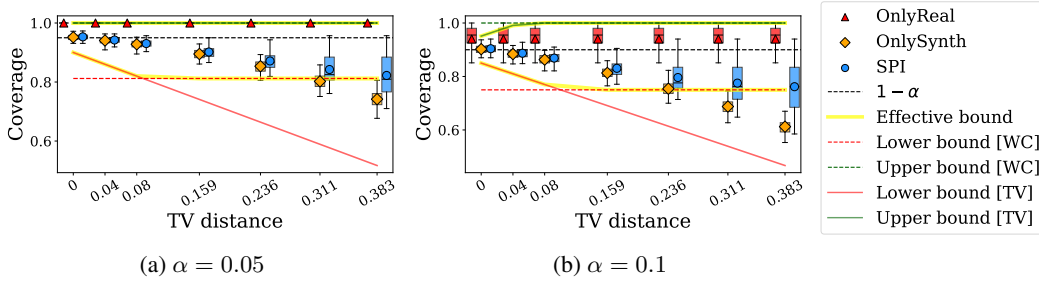 1.0
0.8
0.6
Coverage
0 0.04 0.08 0.159 0.236 0.311 0.383
TV distance
(a) α = 0.05
1.0
0.8
0.6
Coverage
0 0.04 0.08 0.159 0.236 0.311 0.383
TV distance
(b) α = 0.1
OnlyReal
OnlySynth
SPI
1 − α
Effective bound
Lower bound [WC]
Upper bound [WC]
Lower bound [TV]
Upper bound [TV]